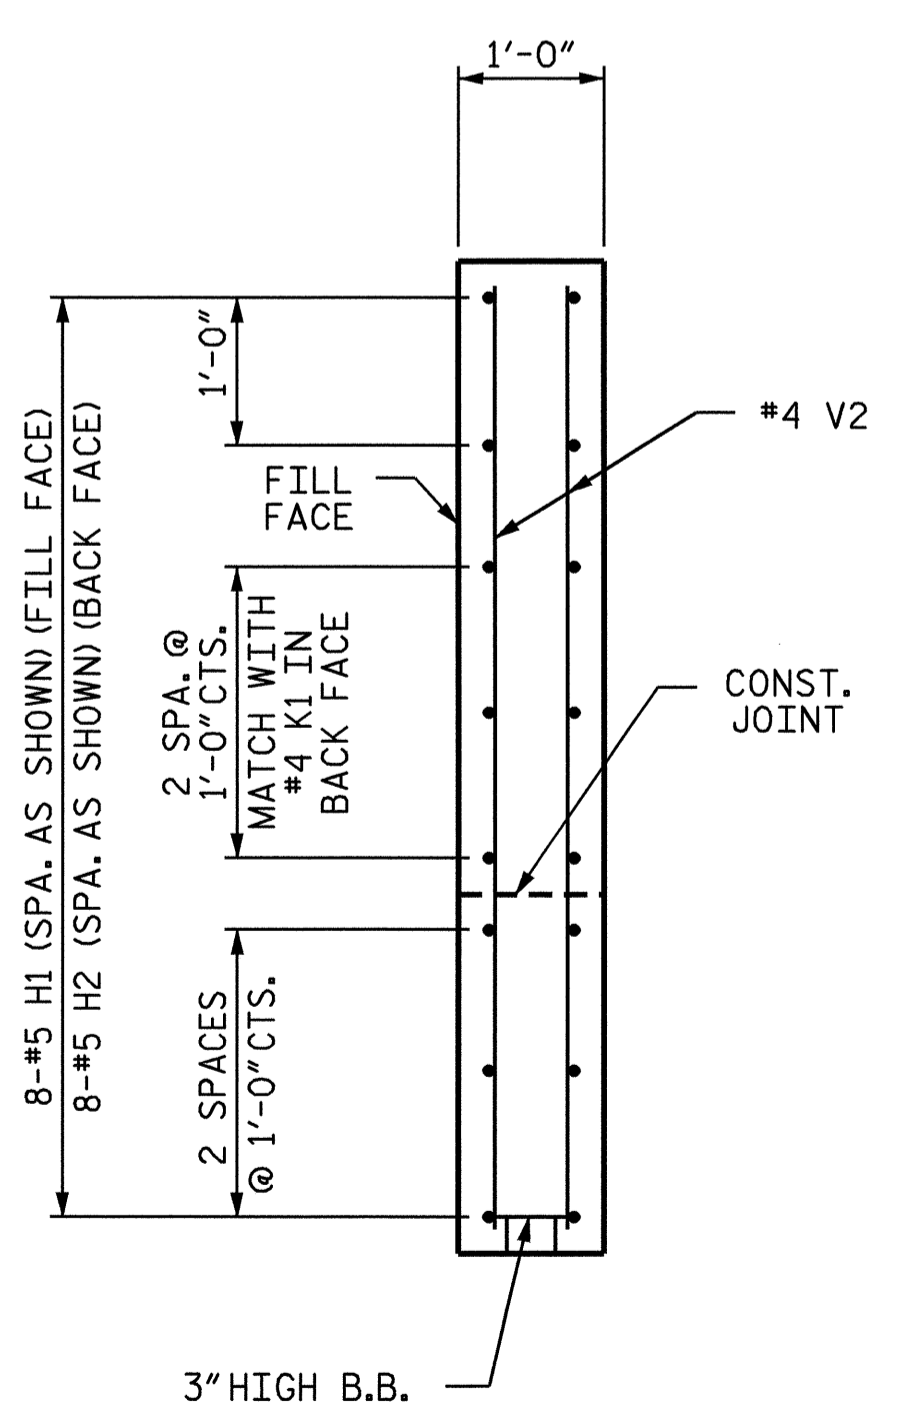 1'-0"
8-#5 H1 (SPA. AS SHOWN) (FILL FACE)
8-#5 H2 (SPA. AS SHOWN) (BACK FACE)
1'-0"
#4 V2
FILL
FACE
2 SPA. @
1'-0"CTS.
MATCH WITH
#4 K1 IN
BACK FACE
CONST.
JOINT
2 SPACES
@ 1'-0"CTS.
3"HIGH B.B.